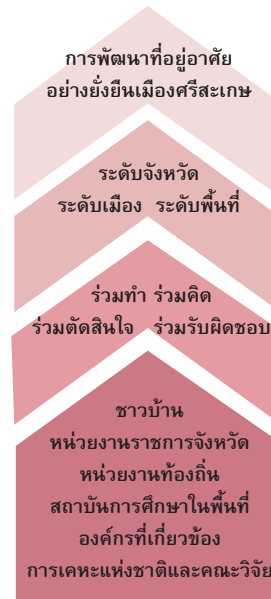 การพัฒนาที่อยู่อาศัย
อย่างยั่งยืนเมืองศรีสะเกษ
ระดับจังหวัด
ระดับเมือง ระดับพื้นที่
ร่วมทำ ร่วมคิด
ร่วมตัดสินใจ ร่วมรับผิดชอบ
ชาวบ้าน
หน่วยงานราชการจังหวัด
หน่วยงานท้องถิ่น
สถาบันการศึกษาในพื้นที่
องค์กรที่เกี่ยวข้อง
การเคหะแห่งชาติและคณะวิจัย